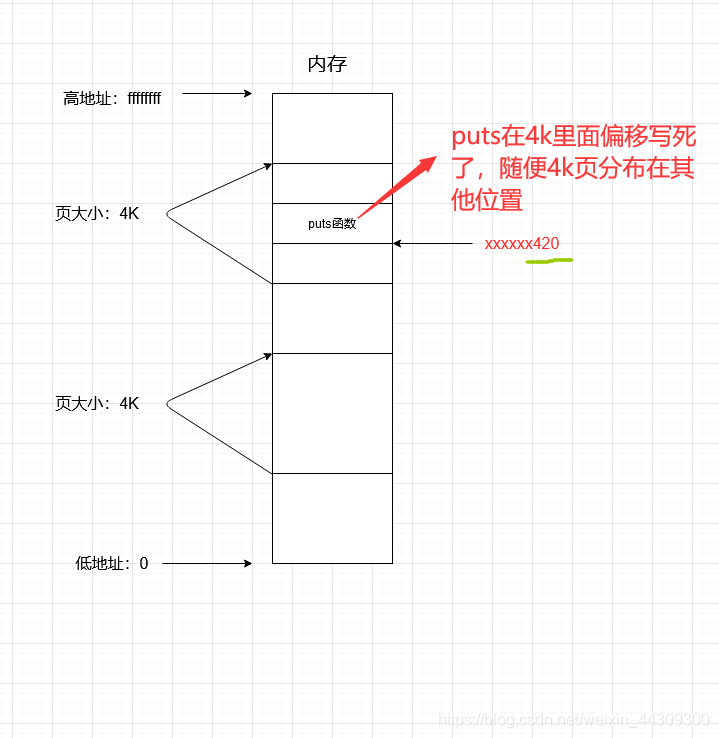 内存
高地址：ffffffff
puts在4k里面偏移写死
了，随便4k页分布在其
他位置
页大小：4K
puts函数
xxxxxx420
页大小：4K
低地址：0
https://blog.csdn.net/weixin_44309300